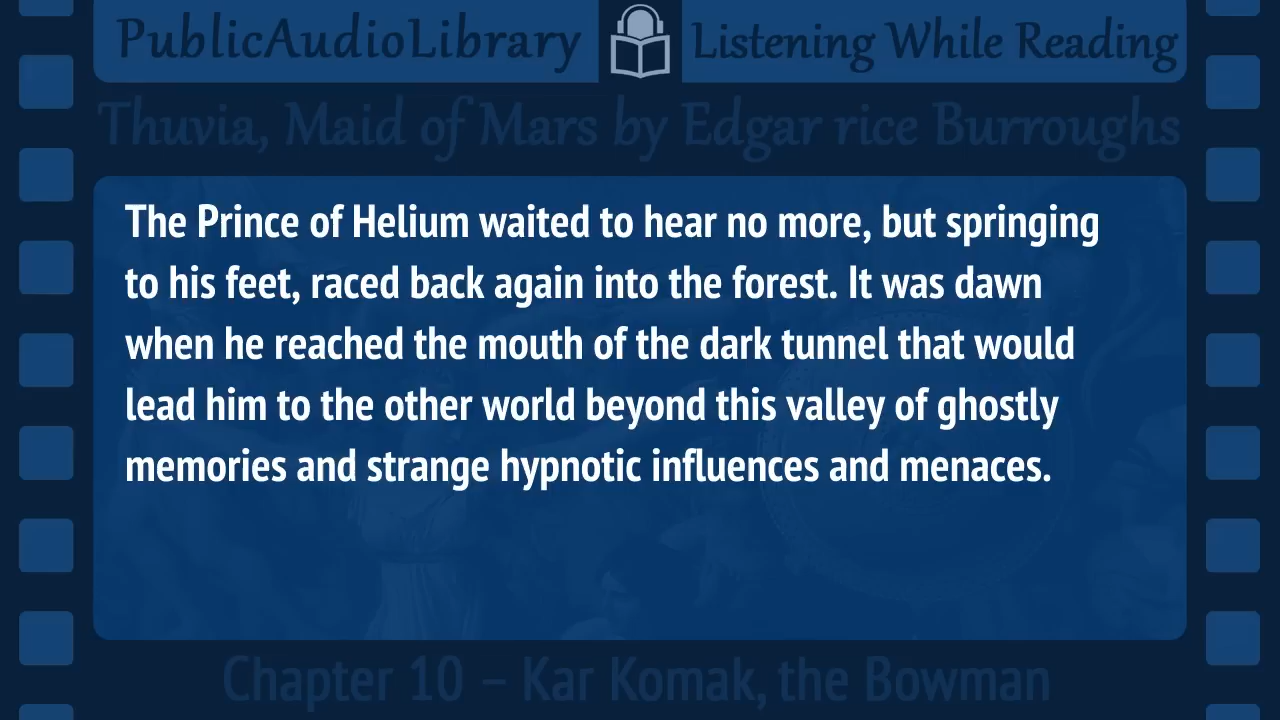 PublicAudioLibrary
Listening While Reading
Thuvia, Maid of Mars by Edgar rice Burroughs
The Prince of Helium waited to hear no more, but springing
to his feet, raced back again into the forest. It was dawn
when he reached the mouth of the dark tunnel that would
lead him to the other world beyond this valley of ghostly
memories and strange hypnotic influences and menaces.
Chapter 10 – Kar Komak, the Bowman